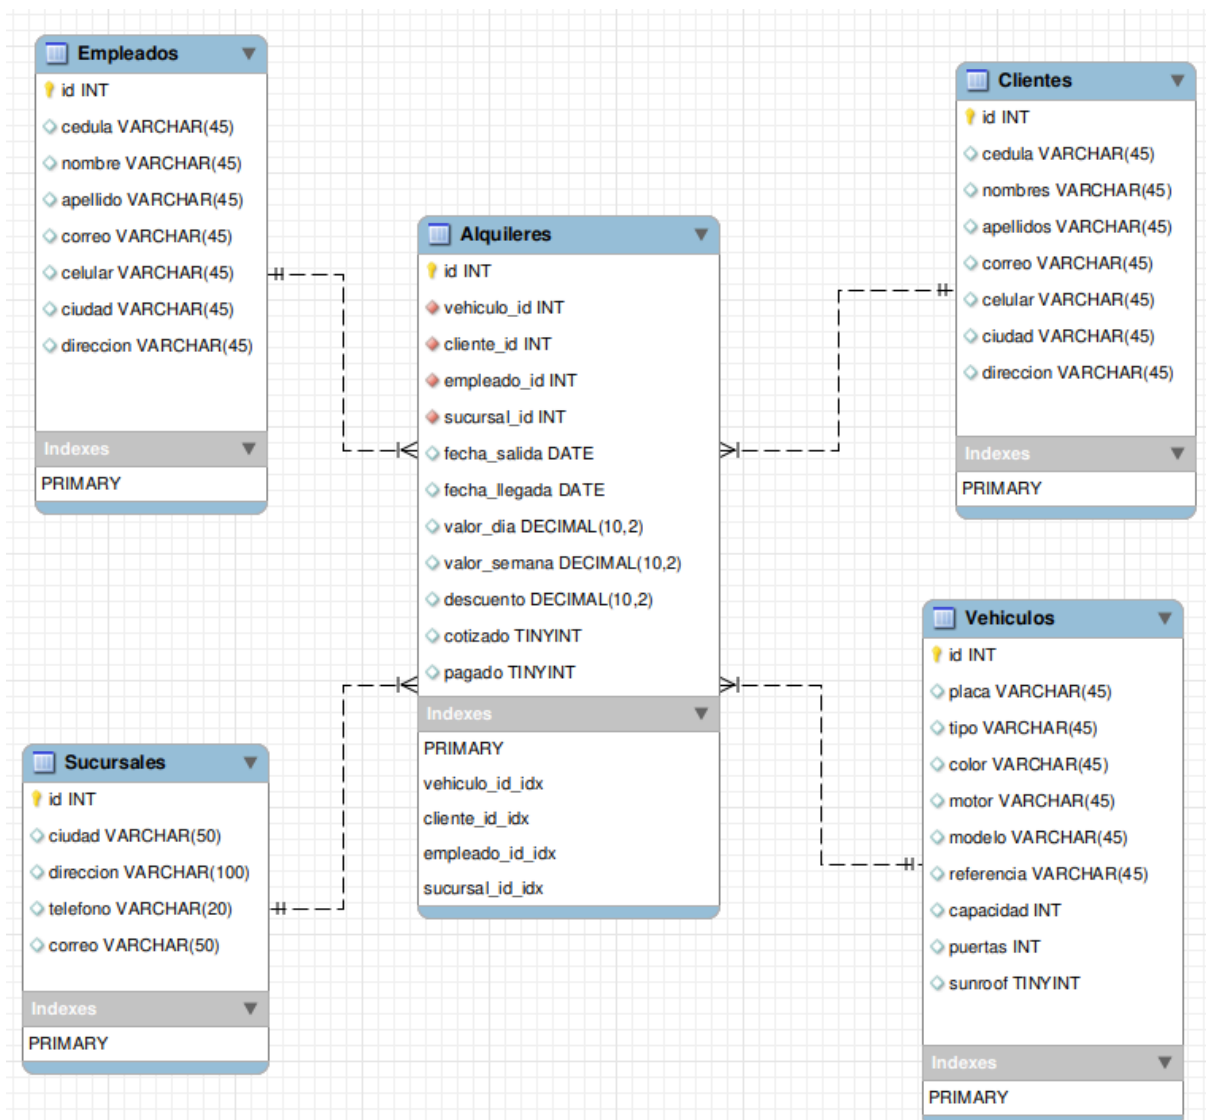 Empleados
id INT
cedula VARCHAR(45)
nombre VARCHAR(45)
apellido VARCHAR(45)
correo VARCHAR(45)
celular VARCHAR(45)
ciudad VARCHAR(45)
direccion VARCHAR(45)
Indexes
PRIMARY
Clientes
id INT
cedula VARCHAR(45)
nombres VARCHAR(45)
apellidos VARCHAR(45)
correo VARCHAR(45)
celular VARCHAR(45)
ciudad VARCHAR(45)
direccion VARCHAR(45)
Indexes
PRIMARY
Alquileres
id INT
vehiculo_id INT
cliente_id INT
empleado_id INT
sucursal_id INT
fecha_salida DATE
fecha_llegada DATE
valor_dia DECIMAL(10,2)
valor_semana DECIMAL(10,2)
descuento DECIMAL(10,2)
cotizado TINYINT
pagado TINYINT
Indexes
PRIMARY
vehiculo_id_idx
cliente_id_idx
empleado_id_idx
sucursal_id_idx
Sucursales
id INT
ciudad VARCHAR(50)
direccion VARCHAR(100)
telefono VARCHAR(20)
correo VARCHAR(50)
Indexes
PRIMARY
Vehiculos
id INT
placa VARCHAR(45)
tipo VARCHAR(45)
color VARCHAR(45)
motor VARCHAR(45)
modelo VARCHAR(45)
referencia VARCHAR(45)
capacidad INT
puertas INT
sunroof TINYINT
Indexes
PRIMARY